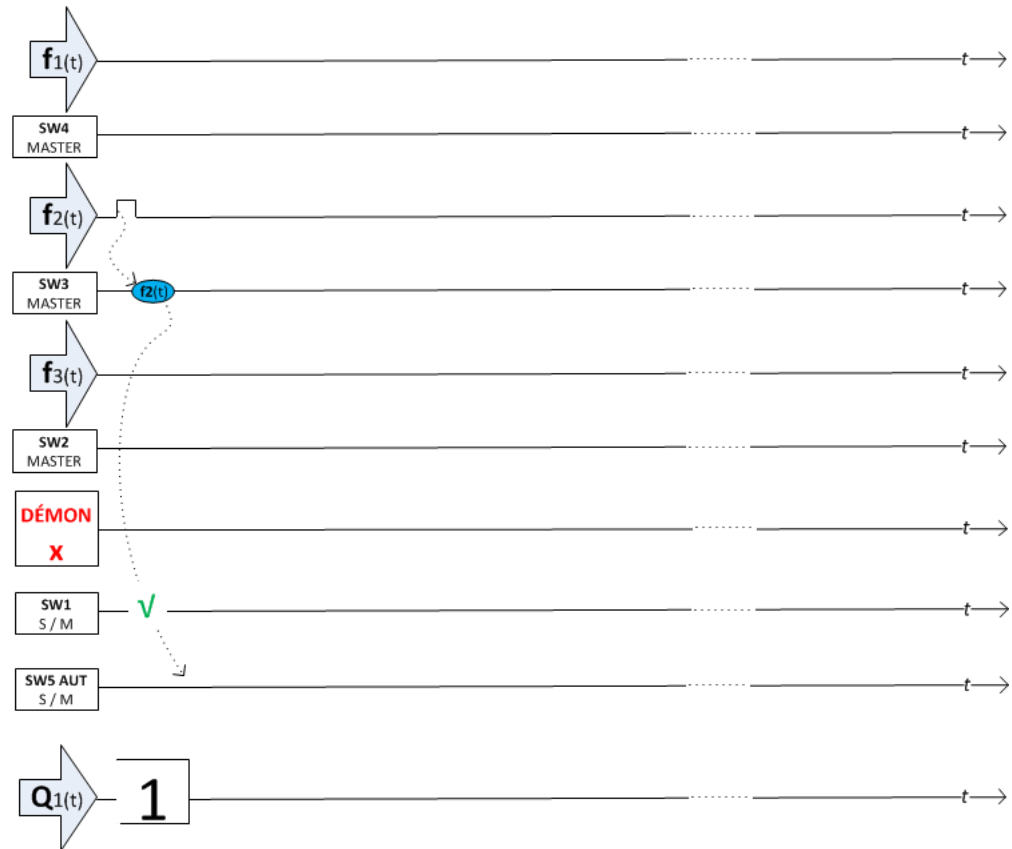 f1(t) t
SW4
MASTER t
f2(t) t
SW3
MASTER f2(t) t
f3(t) t
SW2
MASTER t
DÉMON
X t
SW1
S / M √ t
SW5 AUT
S / M t
Q1(t) 1 t